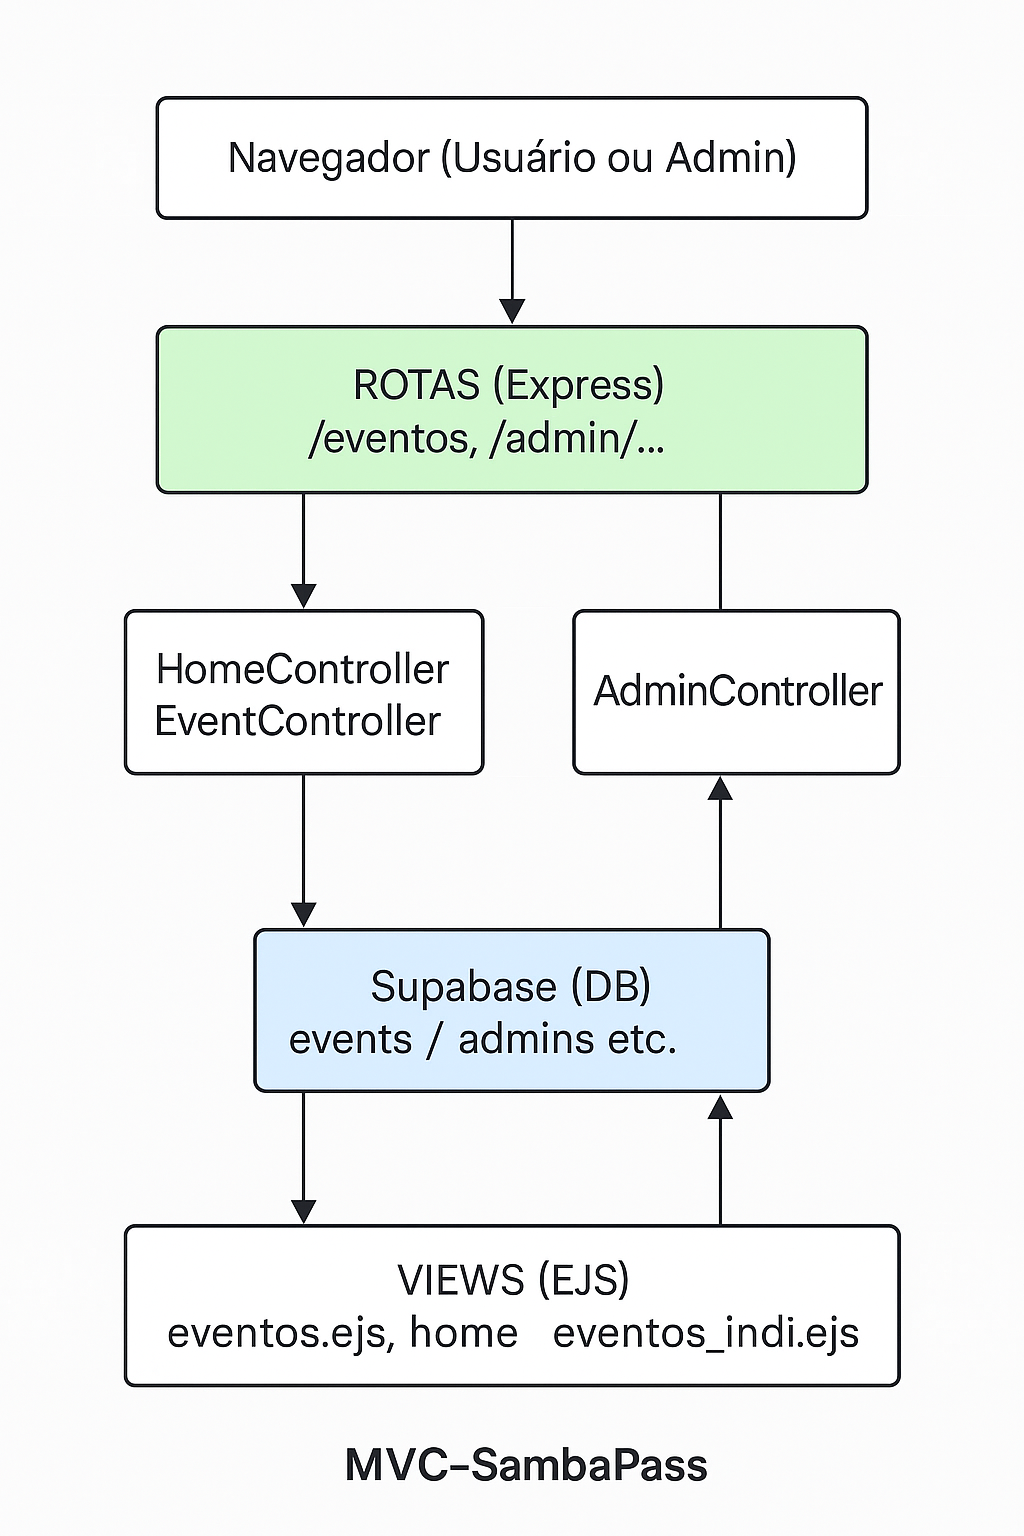 Navegador (Usuário ou Admin)
ROTAS (Express)
/eventos, /admin/...
HomeController
EventController
AdminController
Supabase (DB)
events / admins etc.
VIEWS (EJS)
eventos.ejs, home eventos_indi.ejs
MVC–SambaPass